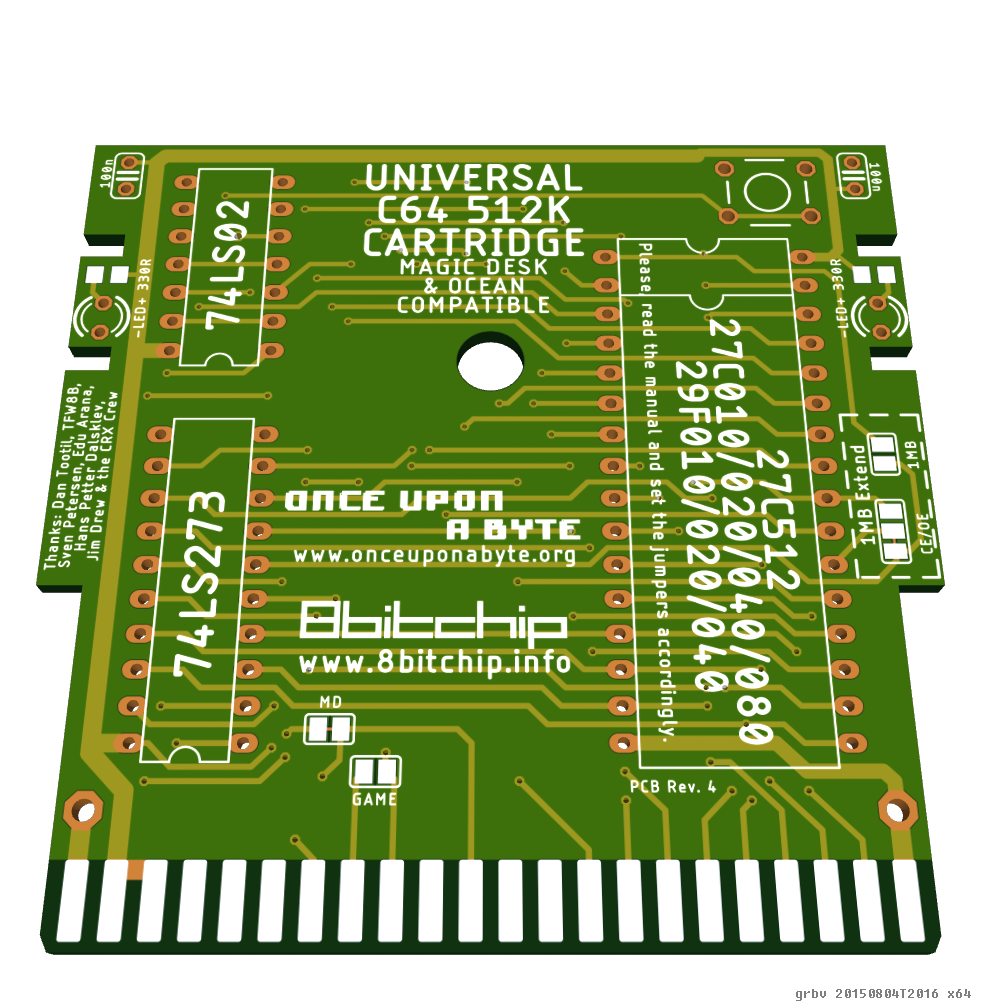 100n
UNIVERSAL
C64 512K
CARTRIDGE
MAGIC DESK
& OCEAN
COMPATIBLE
100n
74LS02
-LED+ 330R
-LED+ 330R
Please, read the manual and set the jumpers accordingly.
27C512
27C010/020/040/080
29F010/020/040
Thanks: Dan Tootil, TFW8B,
Sven Petersen, Edu Arana,
Hans Petter Dalsklev,
Jim Drew & the CRX Crew
1MB
1MB Extend
CE/OE
74LS273
ONCE UPON
A BYTE
www.onceuponabyte.org
8bitchip
www.8bitchip.info
MD
GAME
PCB Rev. 4
grbv 20150804T2016 x64